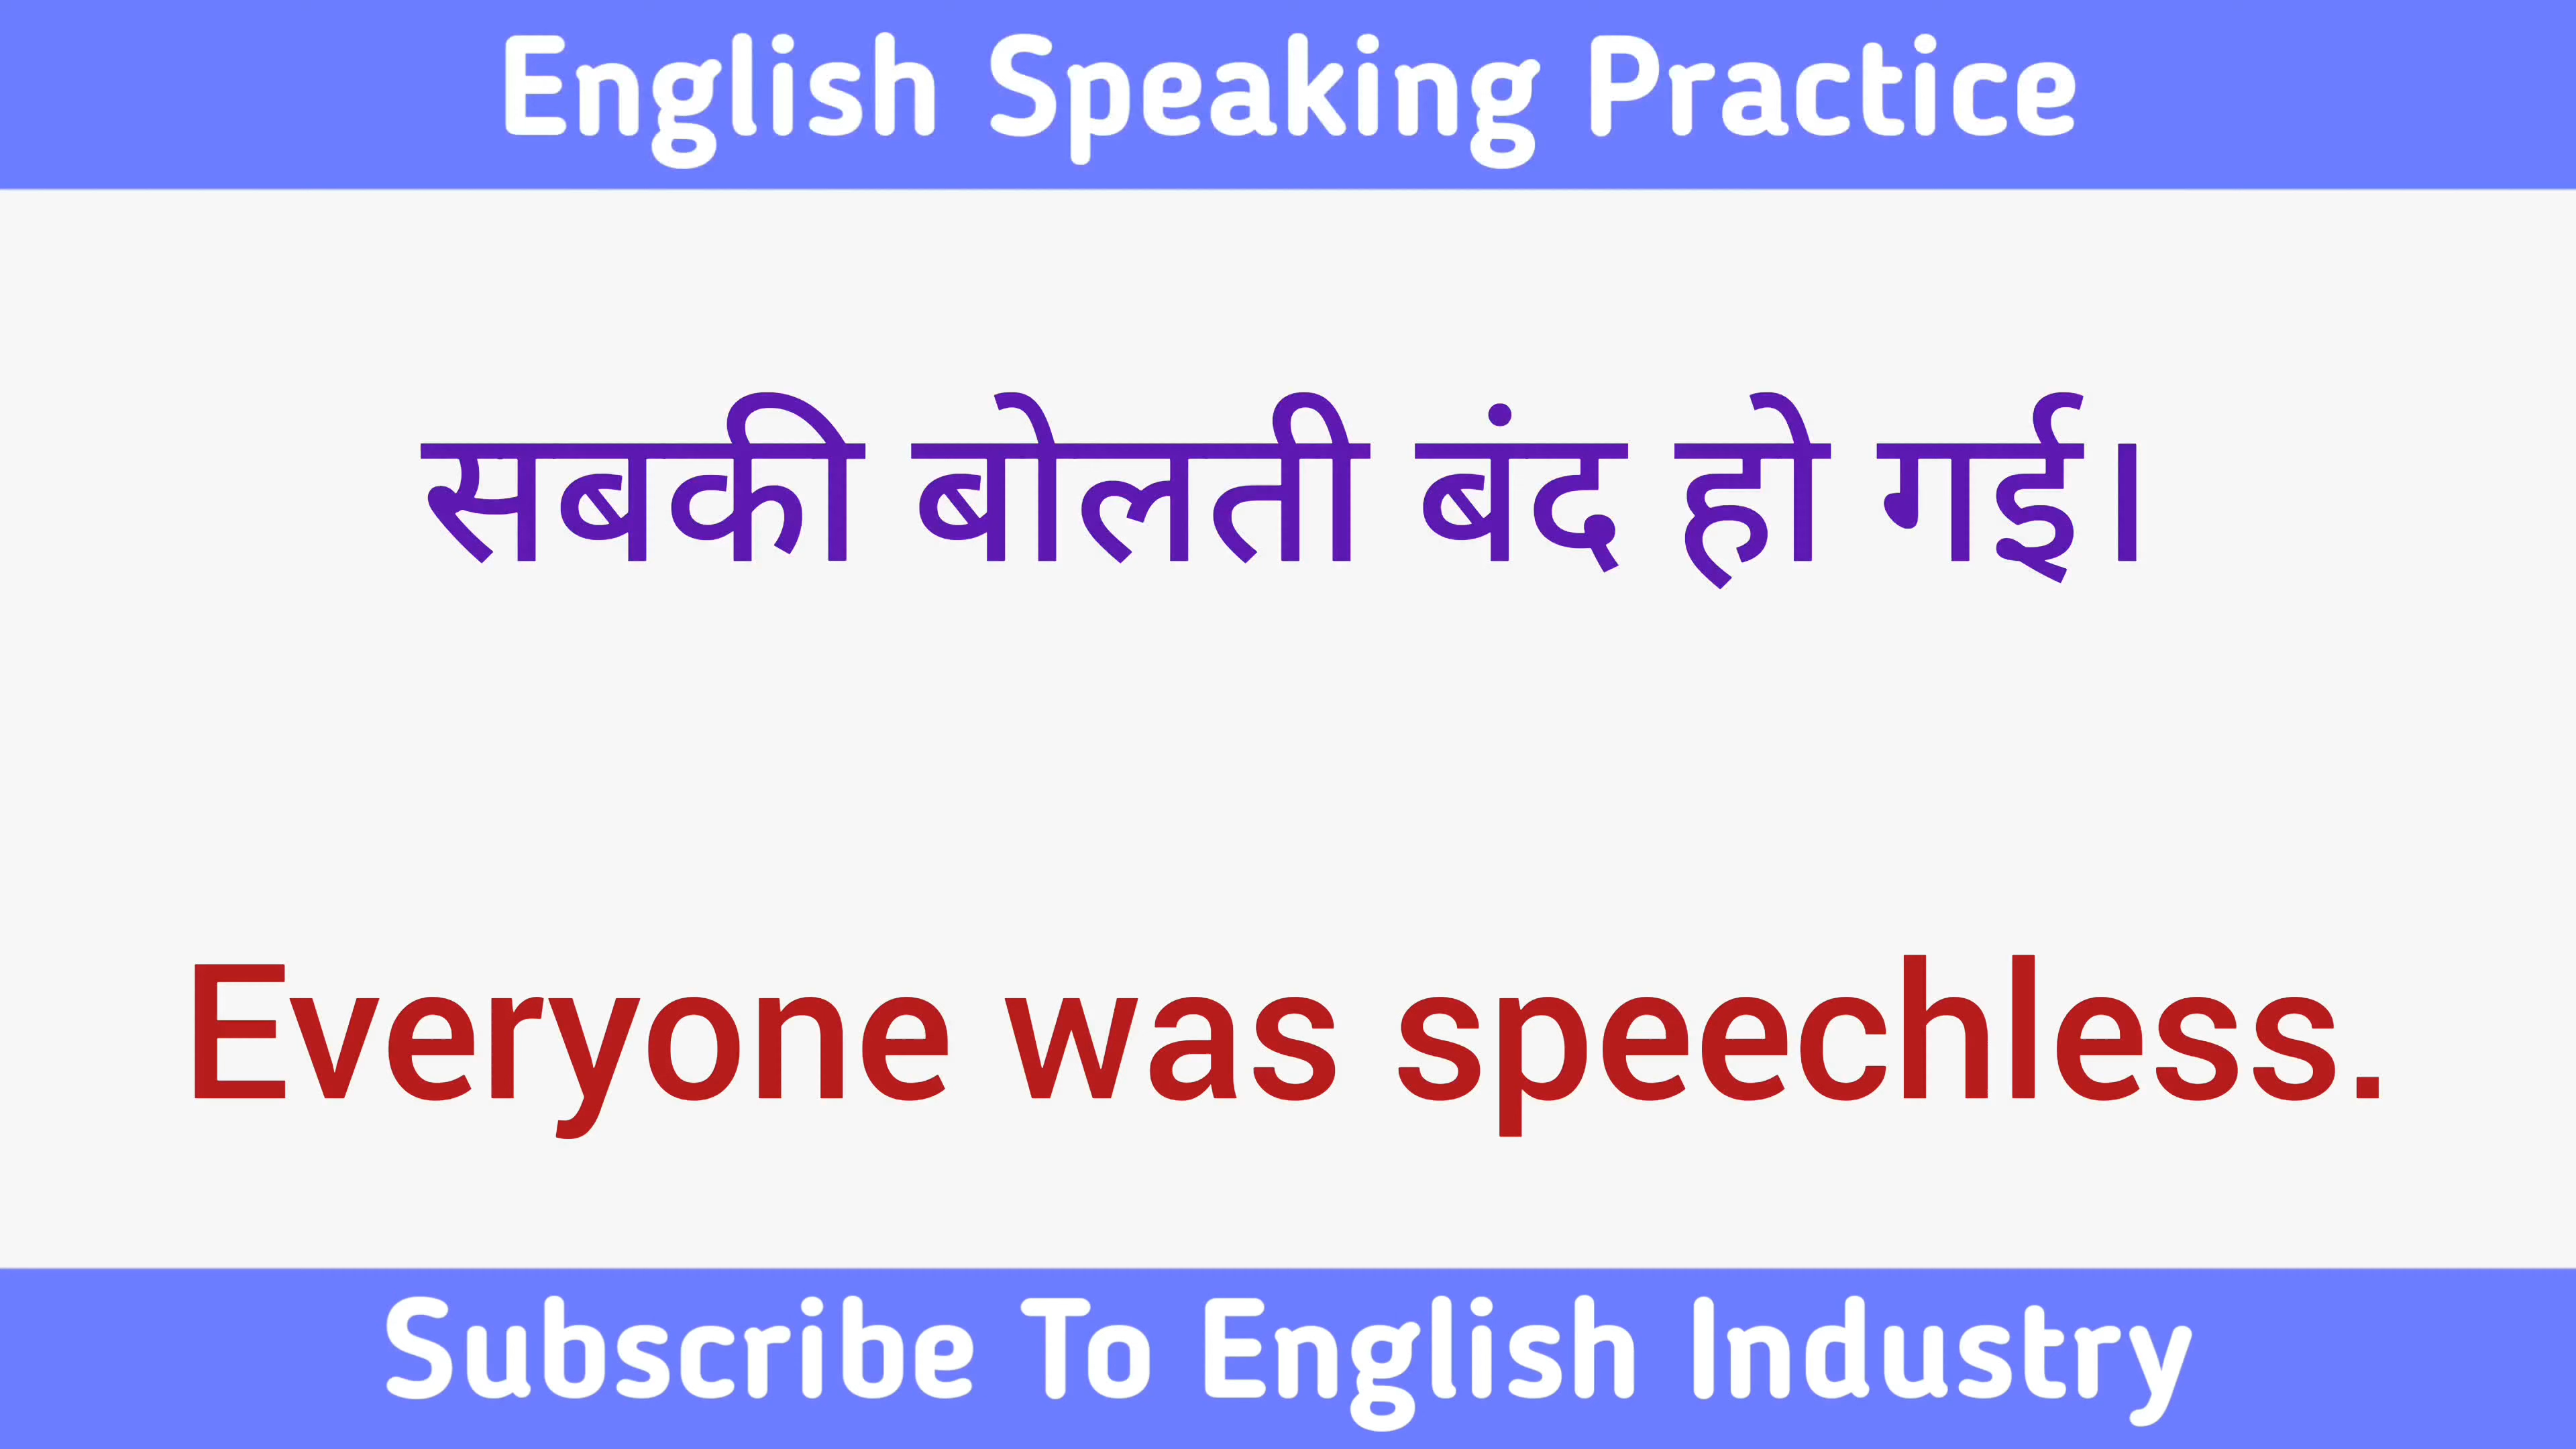 English Speaking Practice
सबकी बोलती बंद हो गई।
Everyone was speechless.
Subscribe To English Industry